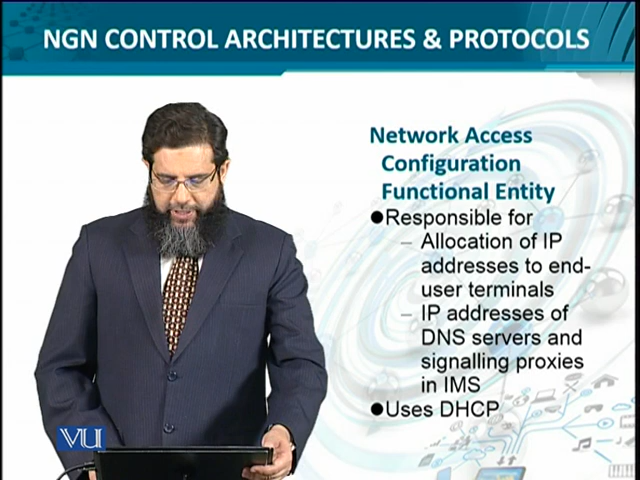 NGN CONTROL ARCHITECTURES & PROTOCOLS
Network Access
Configuration
Functional Entity
●Responsible for
– Allocation of IP
addresses to end-
user terminals
– IP addresses of
DNS servers and
signalling proxies
in IMS
●Uses DHCP
VU